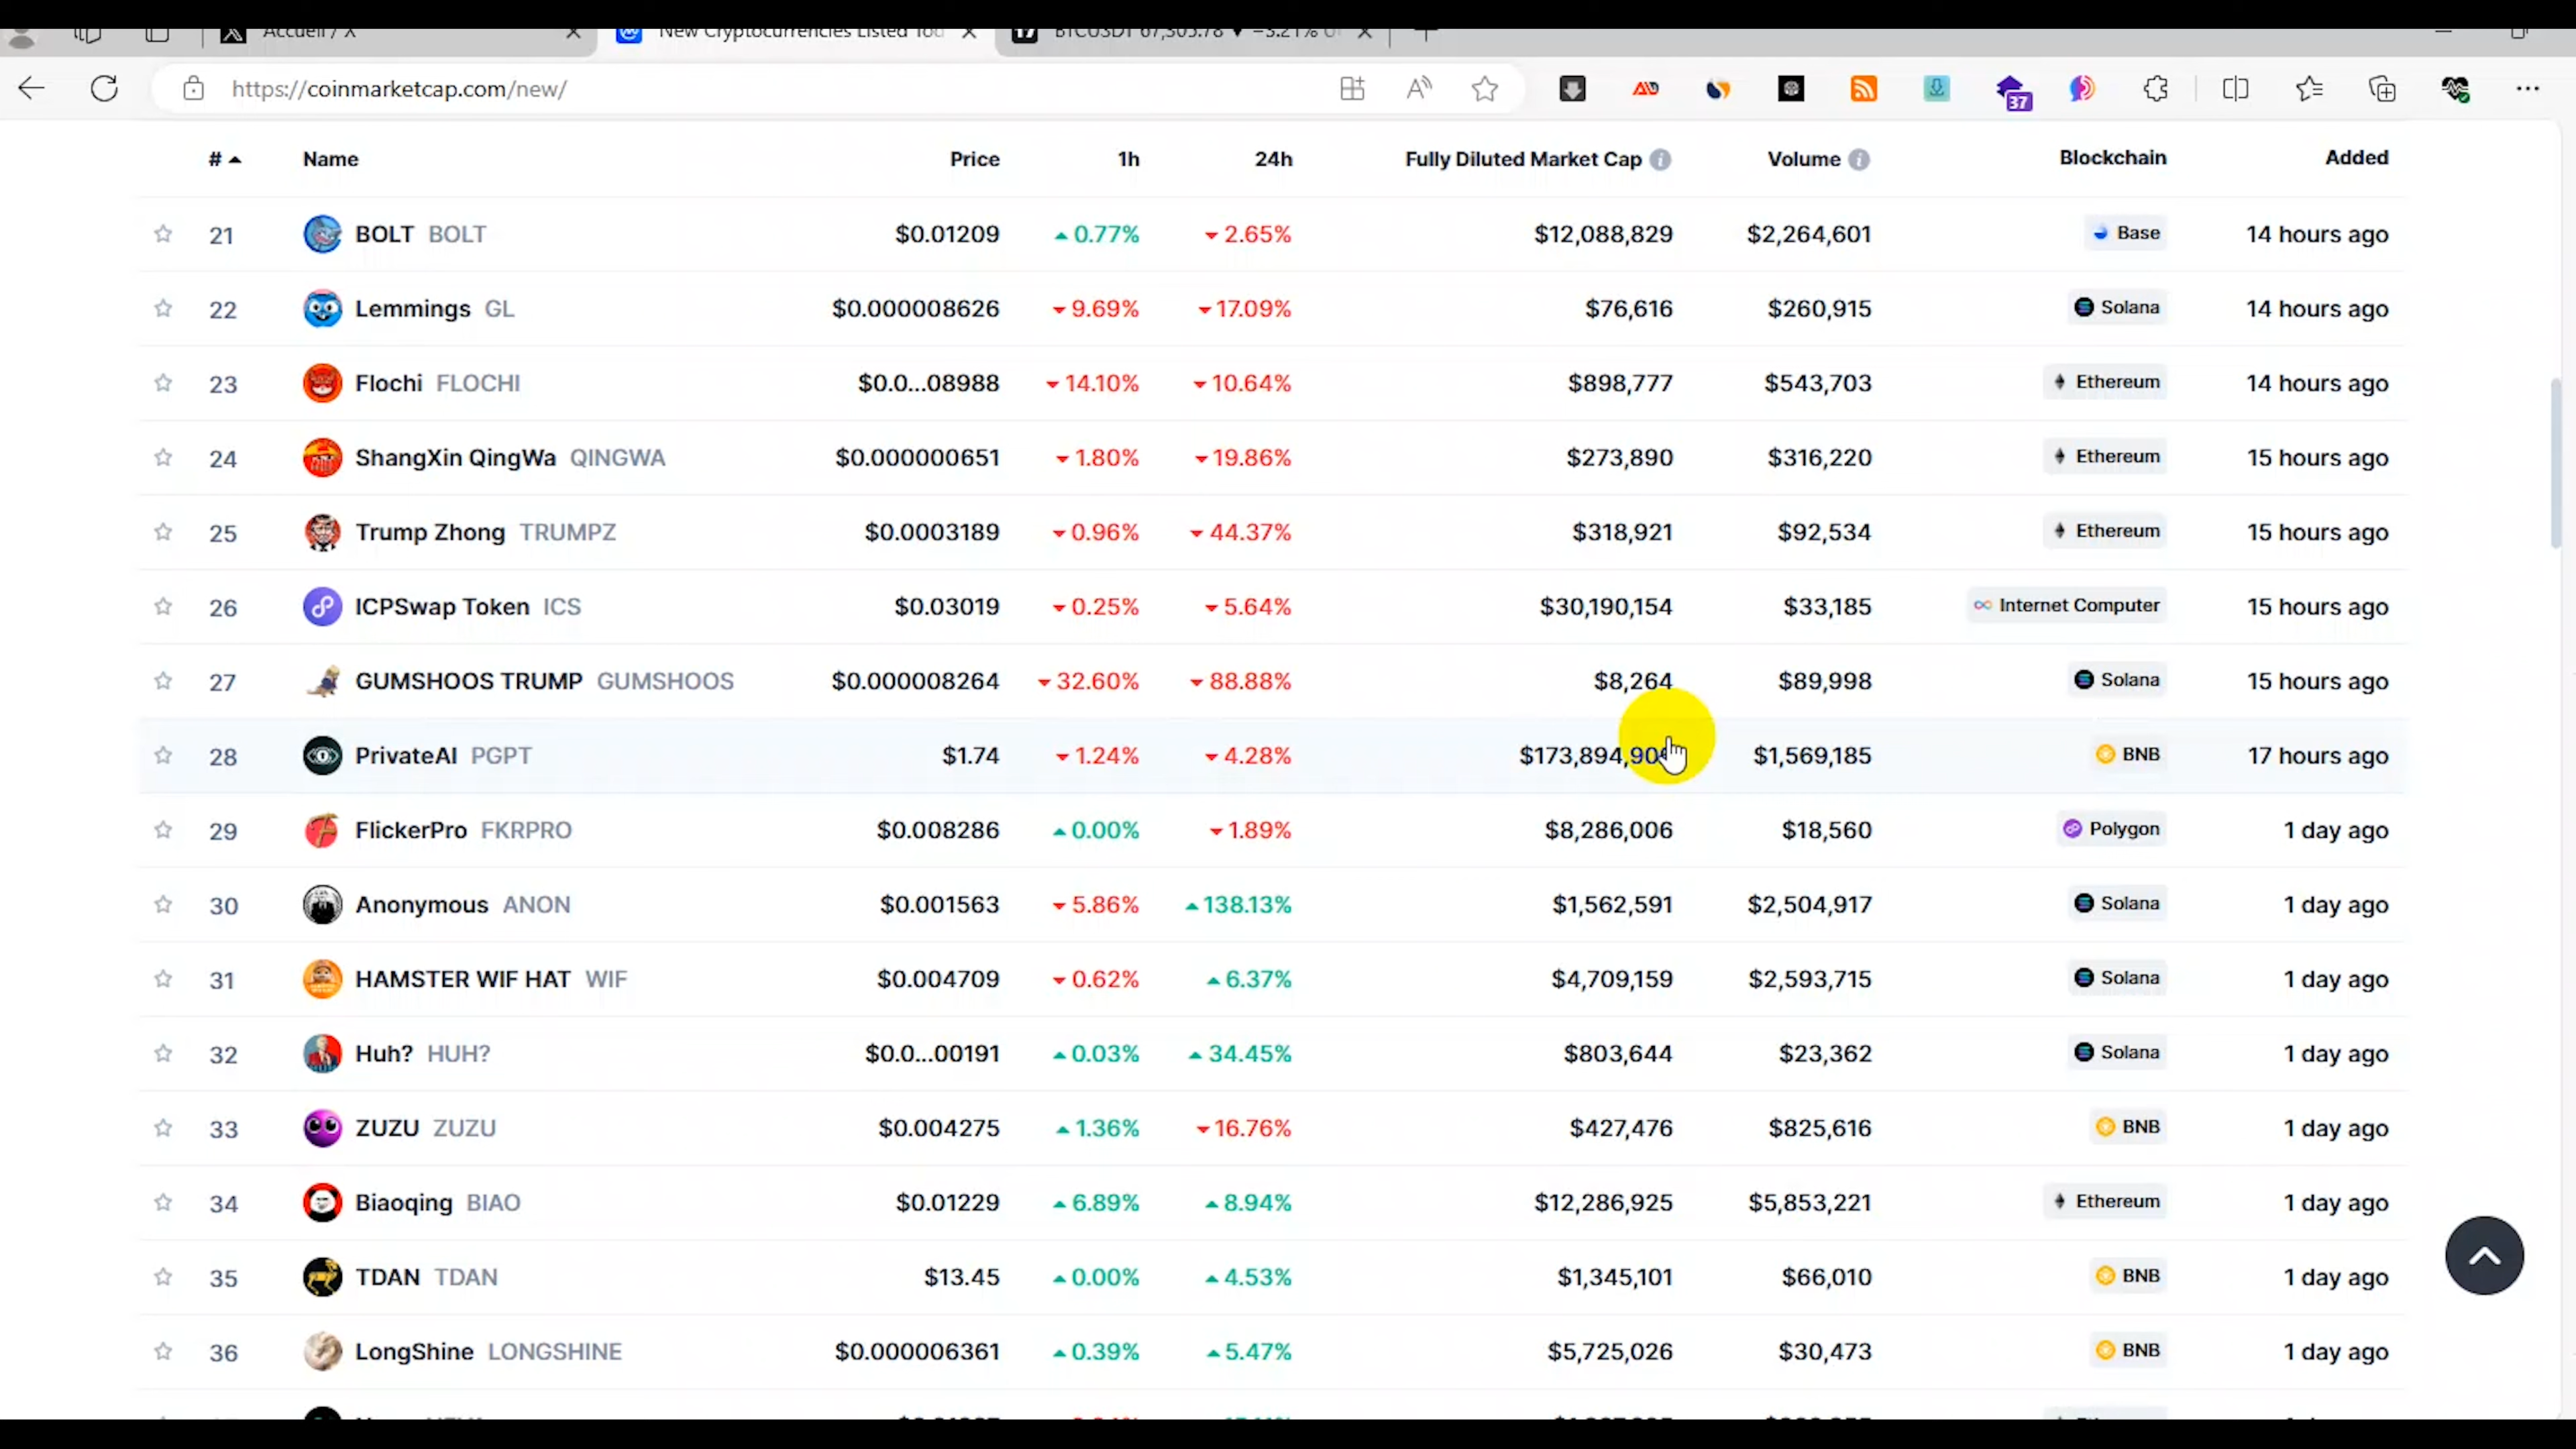 Accueil / X
New Cryptocurrencies Listed Tod
BTCUSDT 67,305.78 ▼ −3.21%
https://coinmarketcap.com/new/
37
# Name Price 1h 24h Fully Diluted Market Cap Volume Blockchain Added
21 BOLT BOLT $0.01209 0.77% 2.65% $12,088,829 $2,264,601 Base 14 hours ago
22 Lemmings GL $0.000008626 9.69% 17.09% $76,616 $260,915 Solana 14 hours ago
23 Flochi FLOCHI $0.0...08988 14.10% 10.64% $898,777 $543,703 Ethereum 14 hours ago
24 ShangXin QingWa QINGWA $0.000000651 1.80% 19.86% $273,890 $316,220 Ethereum 15 hours ago
25 Trump Zhong TRUMPZ $0.0003189 0.96% 44.37% $318,921 $92,534 Ethereum 15 hours ago
26 ICPSwap Token ICS $0.03019 0.25% 5.64% $30,190,154 $33,185 Internet Computer 15 hours ago
27 GUMSHOOS TRUMP GUMSHOOS $0.000008264 32.60% 88.88% $8,264 $89,998 Solana 15 hours ago
28 PrivateAI PGPT $1.74 1.24% 4.28% $1,569,185 BNB 17 hours ago
29 FlickerPro FKRPRO $0.008286 0.00% 1.89% $8,286,006 $18,560 Polygon 1 day ago
30 Anonymous ANON $0.001563 5.86% 138.13% $1,562,591 $2,504,917 Solana 1 day ago
31 HAMSTER WIF HAT WIF $0.004709 0.62% 6.37% $4,709,159 $2,593,715 Solana 1 day ago
32 Huh? HUH? $0.0...00191 0.03% 34.45% $803,644 $23,362 Solana 1 day ago
33 ZUZU ZUZU $0.004275 1.36% 16.76% $427,476 $825,616 BNB 1 day ago
34 Biaoqing BIAO $0.01229 6.89% 8.94% $12,286,925 $5,853,221 Ethereum 1 day ago
35 TDAN TDAN $13.45 0.00% 4.53% $1,345,101 $66,010 BNB 1 day ago
36 LongShine LONGSHINE $0.000006361 0.39% 5.47% $5,725,026 $30,473 BNB 1 day ago